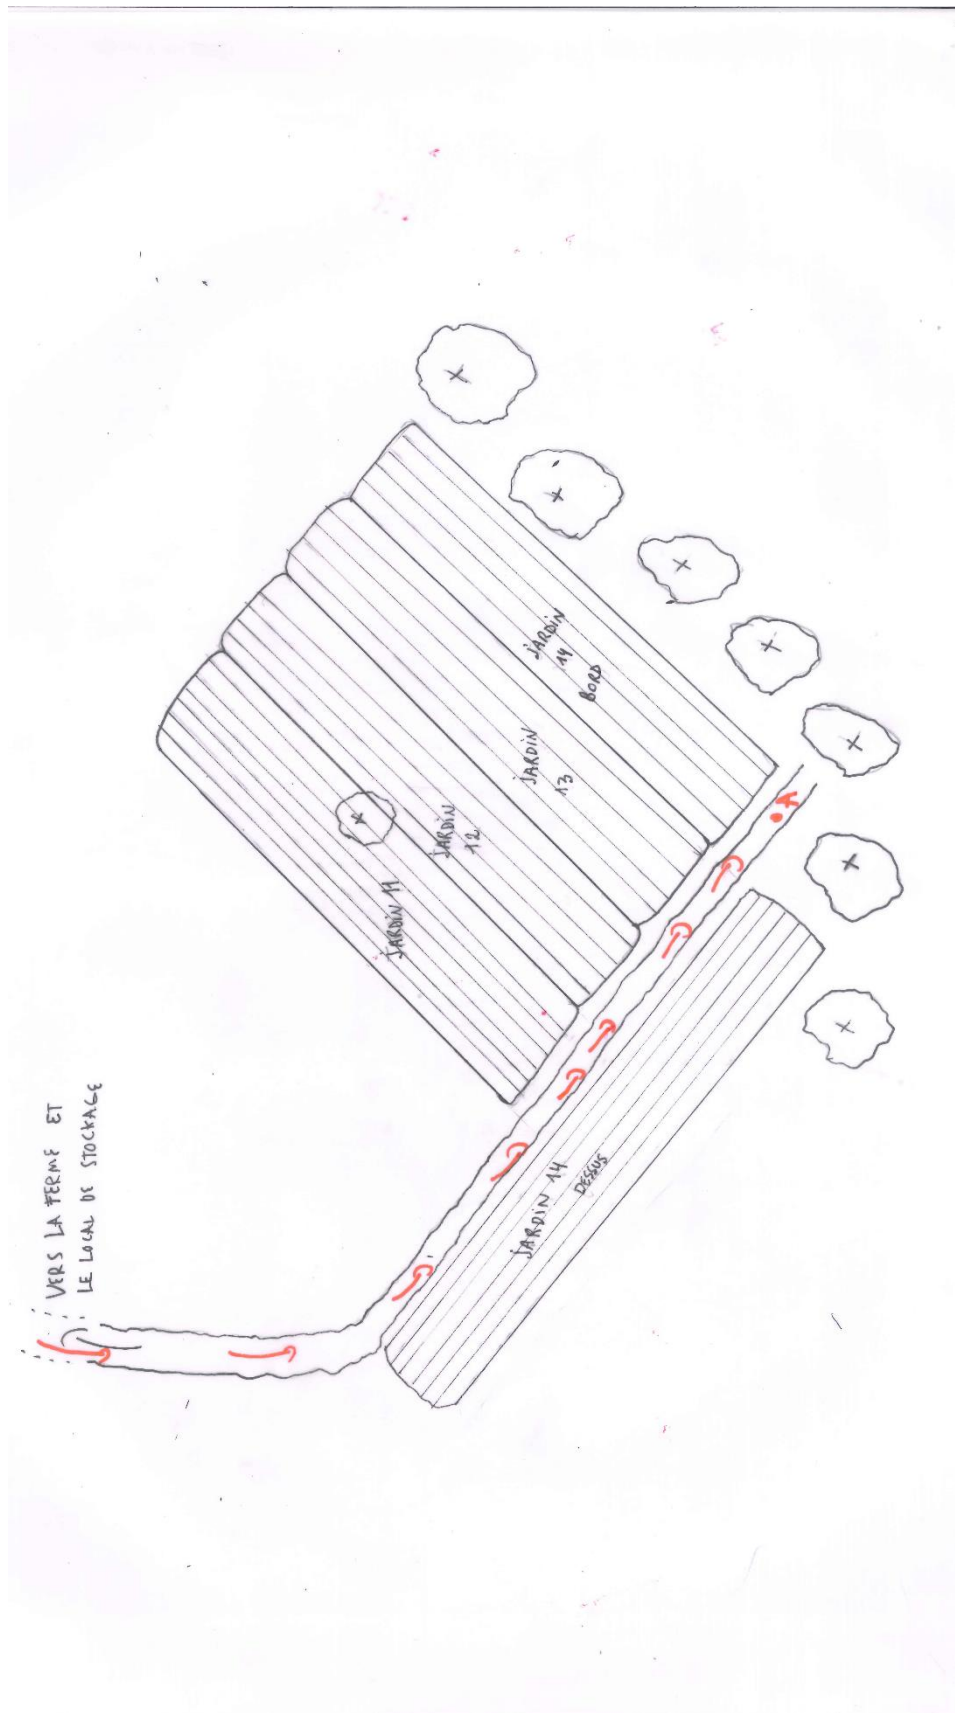 VERS LA FERME ET
LE LOCAL DE STOCKAGE
JARDIN 11
JARDIN
12
JARDIN
13
JARDIN
14
BORD
JARDIN 14
DESSUS
A